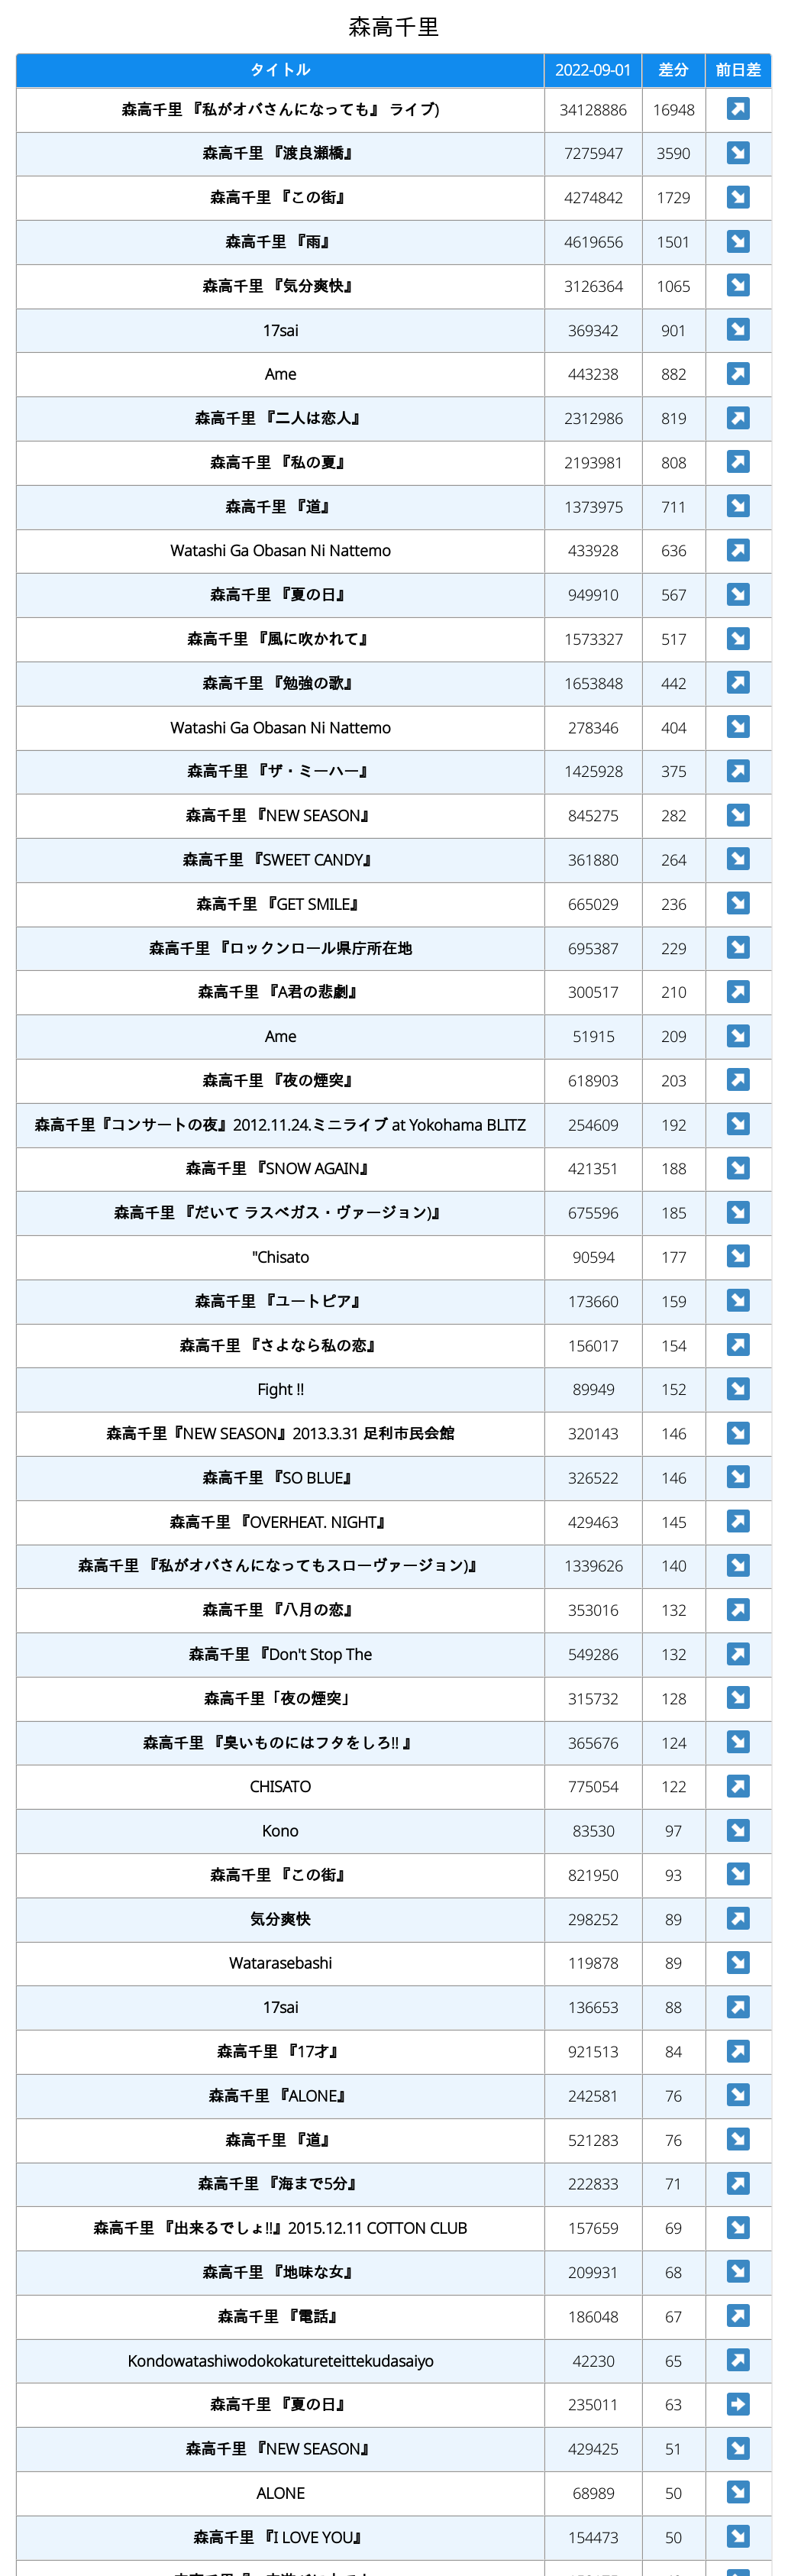 森高千里
タイトル 2022-09-01 差分 前日差
森高千里 『私がオバさんになっても』 ライブ) 34128886 16948
森高千里 『渡良瀬橋』 7275947 3590
森高千里 『この街』 4274842 1729
森高千里 『雨』 4619656 1501
森高千里 『気分爽快』 3126364 1065
17sai 369342 901
Ame 443238 882
森高千里 『二人は恋人』 2312986 819
森高千里 『私の夏』 2193981 808
森高千里 『道』 1373975 711
Watashi Ga Obasan Ni Nattemo 433928 636
森高千里 『夏の日』 949910 567
森高千里 『風に吹かれて』 1573327 517
森高千里 『勉強の歌』 1653848 442
Watashi Ga Obasan Ni Nattemo 278346 404
森高千里 『ザ・ミーハー』 1425928 375
森高千里 『NEW SEASON』 845275 282
森高千里 『SWEET CANDY』 361880 264
森高千里 『GET SMILE』 665029 236
森高千里 『ロックンロール県庁所在地 695387 229
森高千里 『A君の悲劇』 300517 210
Ame 51915 209
森高千里 『夜の煙突』 618903 203
森高千里『コンサートの夜』2012.11.24.ミニライブ at Yokohama BLITZ 254609 192
森高千里 『SNOW AGAIN』 421351 188
森高千里 『だいて ラスベガス・ヴァージョン)』 675596 185
"Chisato 90594 177
森高千里 『ユートピア』 173660 159
森高千里 『さよなら私の恋』 156017 154
Fight !! 89949 152
森高千里『NEW SEASON』2013.3.31 足利市民会館 320143 146
森高千里 『SO BLUE』 326522 146
森高千里 『OVERHEAT. NIGHT』 429463 145
森高千里 『私がオバさんになってもスローヴァージョン)』 1339626 140
森高千里 『八月の恋』 353016 132
森高千里 『Don't Stop The 549286 132
森高千里「夜の煙突」 315732 128
森高千里 『臭いものにはフタをしろ!! 』 365676 124
CHISATO 775054 122
Kono 83530 97
森高千里 『この街』 821950 93
気分爽快 298252 89
Watarasebashi 119878 89
17sai 136653 88
森高千里 『17才』 921513 84
森高千里 『ALONE』 242581 76
森高千里 『道』 521283 76
森高千里 『海まで5分』 222833 71
森高千里 『出来るでしょ!!』2015.12.11 COTTON CLUB 157659 69
森高千里 『地味な女』 209931 68
森高千里 『電話』 186048 67
Kondowatashiwodokokatureteittekudasaiyo 42230 65
森高千里 『夏の日』 235011 63
森高千里 『NEW SEASON』 429425 51
ALONE 68989 50
森高千里 『I LOVE YOU』 154473 50